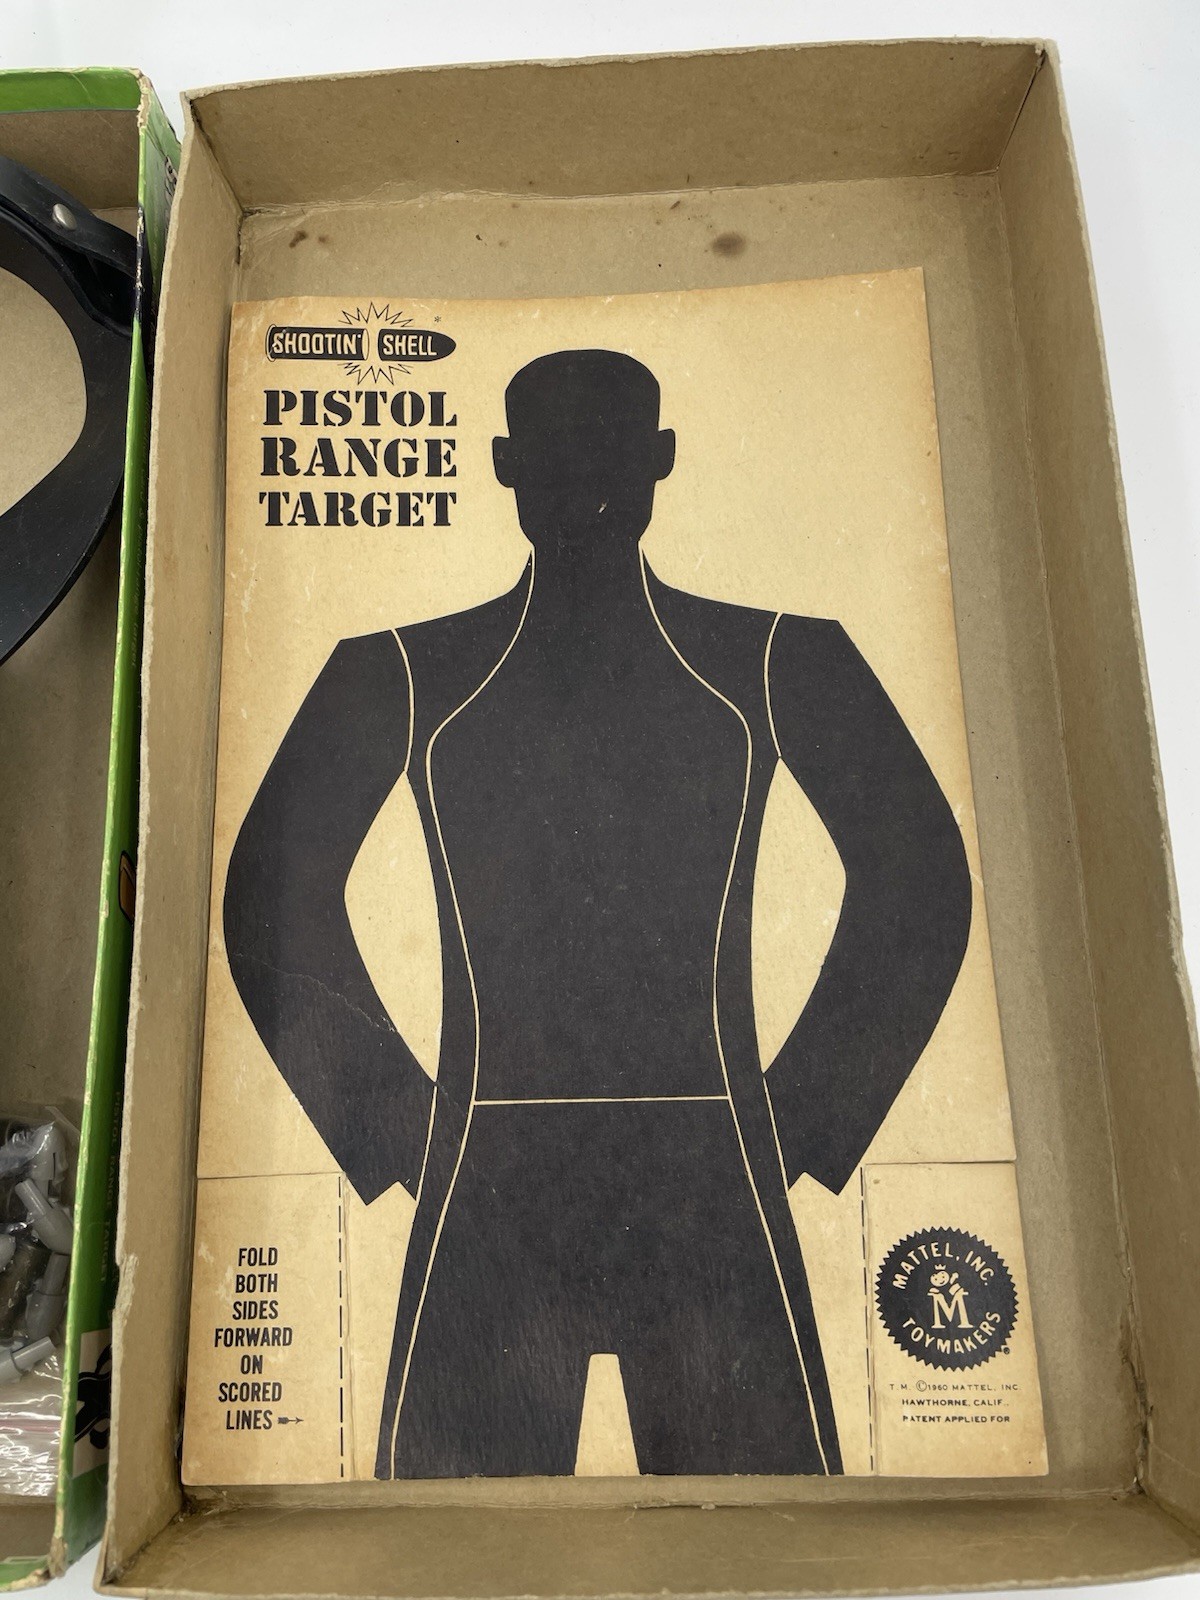 SHOOTIN' SHELL *
PISTOL
RANGE
TARGET
FOLD
BOTH
SIDES
FORWARD
ON
SCORED
LINES
MATTEL, INC.
M
TOYMAKERS
T.M. ©1960 MATTEL, INC.
HAWTHORNE, CALIF.
PATENT APPLIED FOR